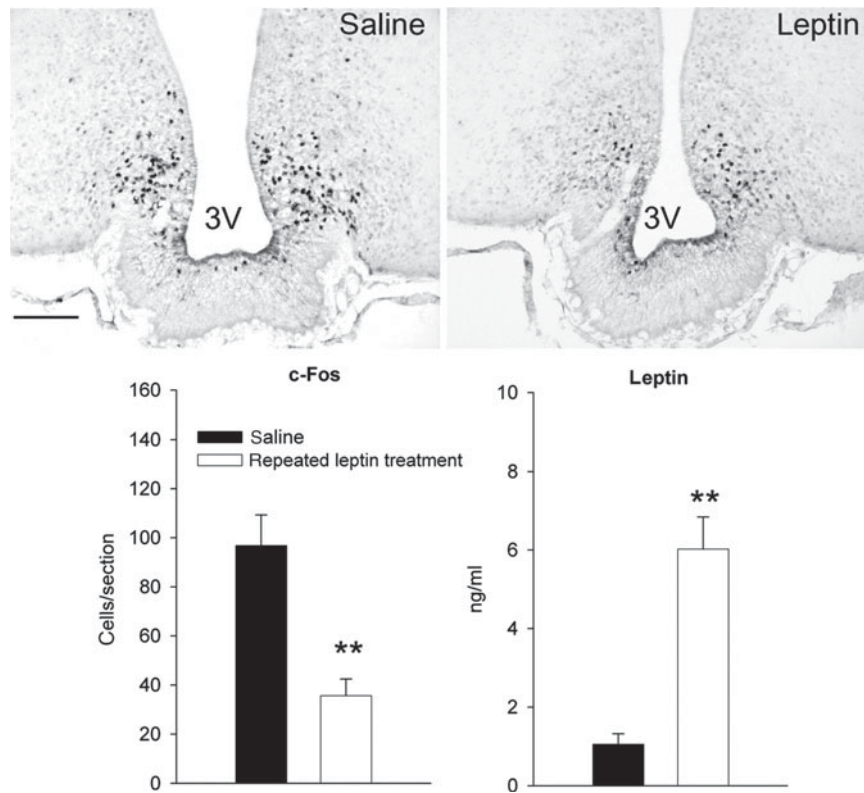 Saline
Leptin
3V
3V
c-Fos
Leptin
160
140
120
100
80
60
40
20
0
Cells/section
Saline
Repeated leptin treatment
**
10
8
6
4
2
0
ng/ml
**